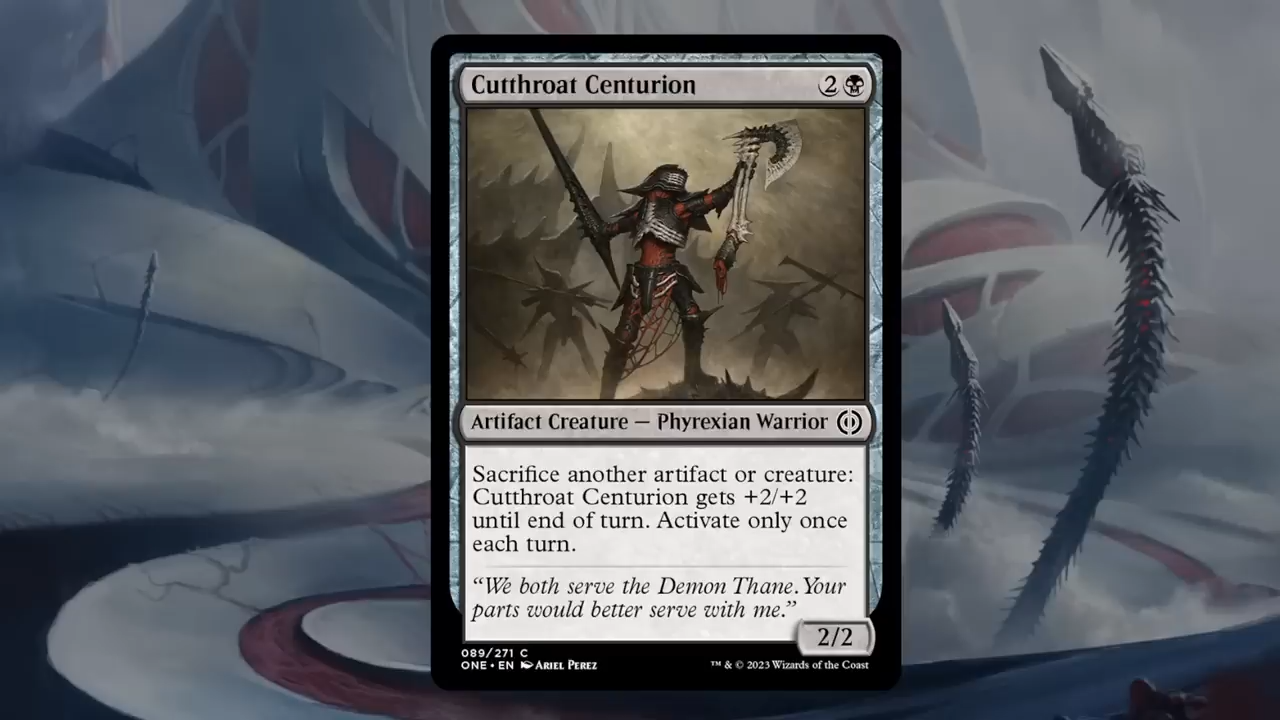 Cutthroat Centurion 2
Artifact Creature — Phyrexian Warrior
Sacrifice another artifact or creature:
Cutthroat Centurion gets +2/+2
until end of turn. Activate only once
each turn.
“We both serve the Demon Thane. Your
parts would better serve with me.”
2/2
089/271 C
ONE • EN Ariel Perez
™ & © 2023 Wizards of the Coast